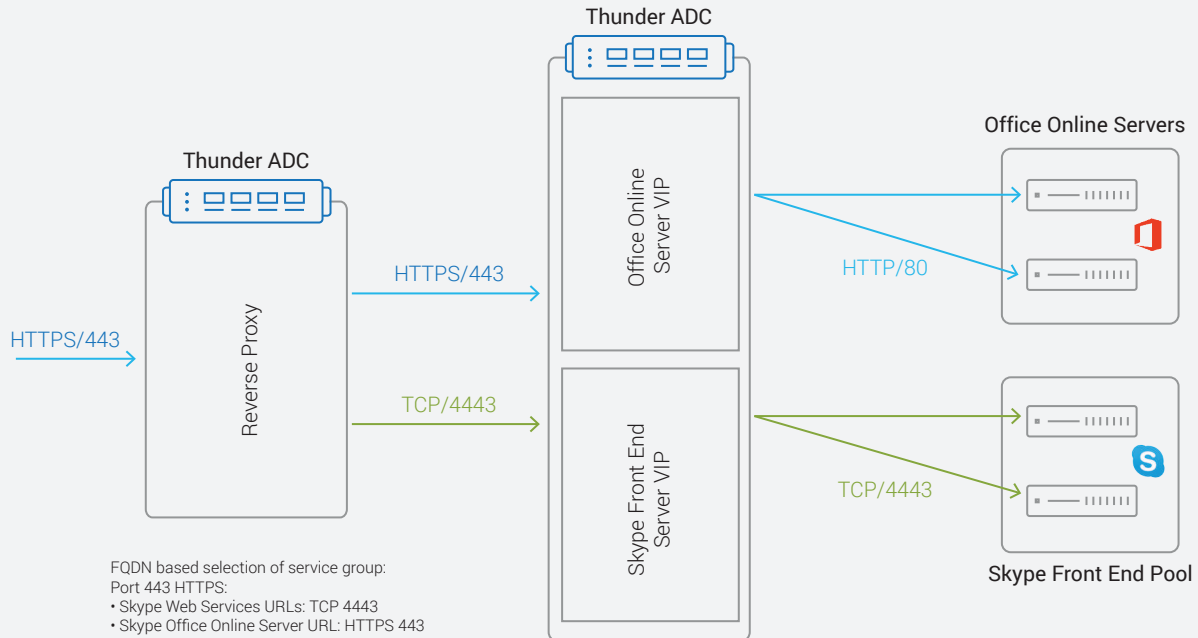 Thunder ADC
Thunder ADC
Office Online Servers
HTTPS/443
Reverse Proxy
HTTPS/443
TCP/4443
Office Online
Server VIP
Skype Front End
Server VIP
HTTP/80
TCP/4443
S
Skype Front End Pool
FQDN based selection of service group:
Port 443 HTTPS:
• Skype Web Services URLs: TCP 4443
• Skype Office Online Server URL: HTTPS 443